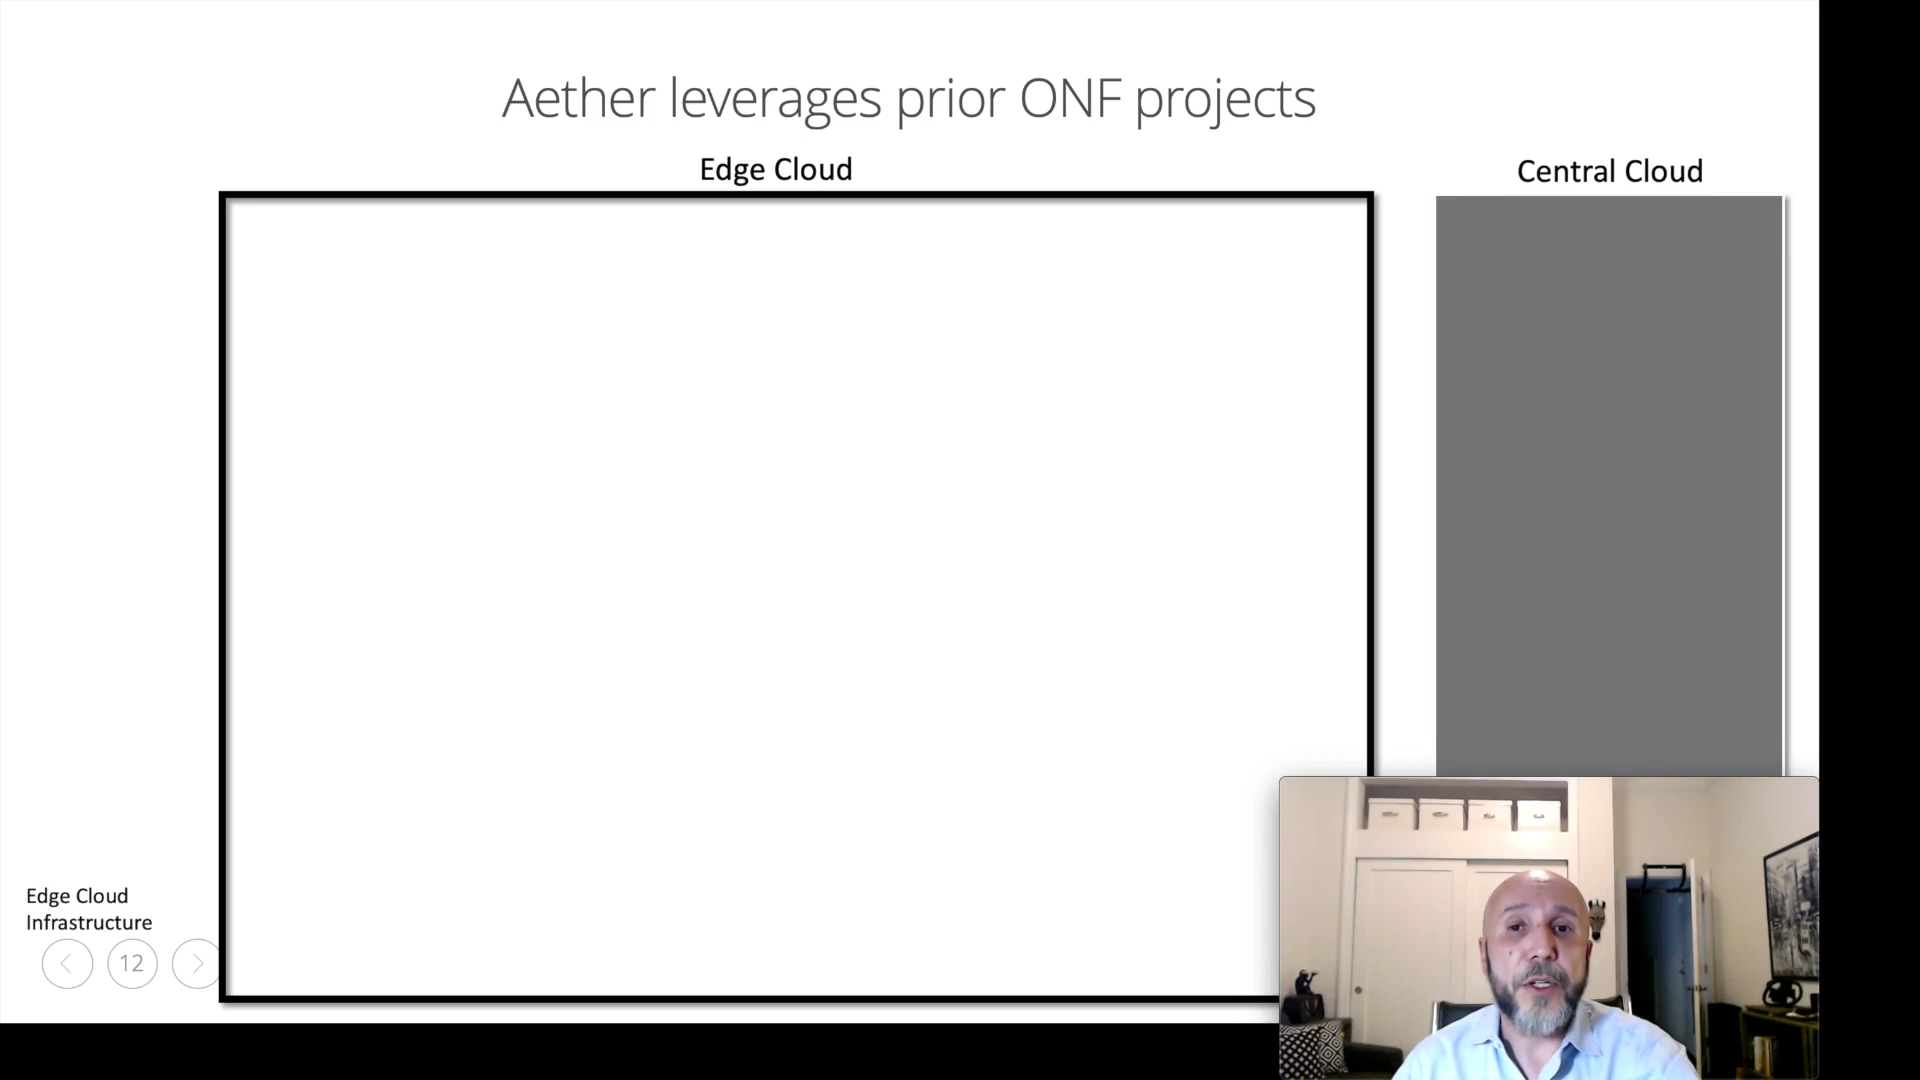 Aether leverages prior ONF projects
Edge Cloud
Central Cloud
Edge Cloud
Infrastructure
12